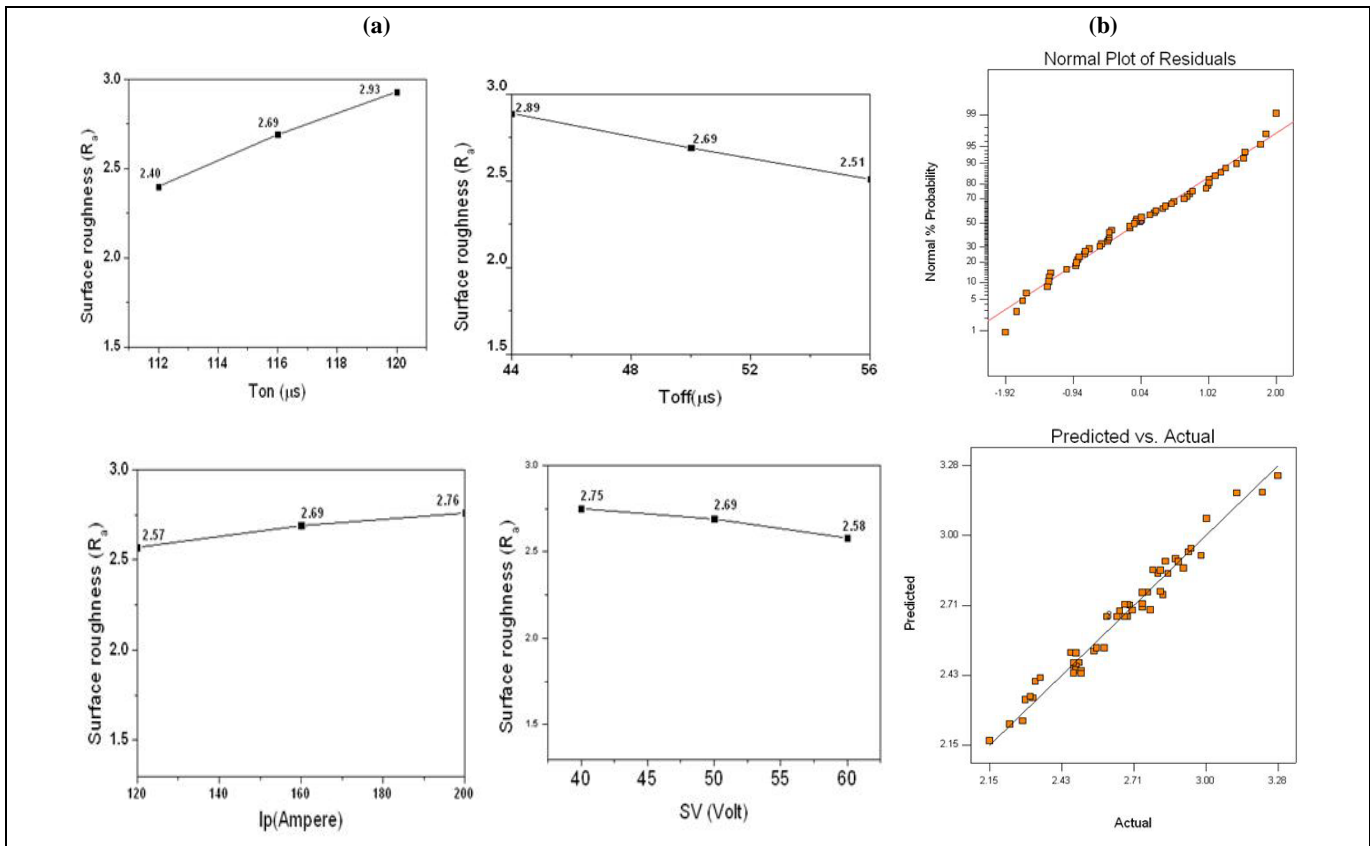 (a)
(b)
3.0
2.5
2.0
1.5
Surface roughness (Rₐ)
2.40
2.69
2.93
112 114 116 118 120
Ton (μs)
3.0
2.5
2.0
1.5
Surface roughness (Rₐ)
2.89
2.69
2.51
44 48 52 56
Toff(μs)
Normal Plot of Residuals
Normal % Probability
99
95
90
80
70
50
30
20
10
5
1
-1.92 -0.94 0.04 1.02 2.00
3.0
2.5
2.0
1.5
Surface roughness (Rₐ)
2.57
2.69
2.76
120 140 160 180 200
Ip(Ampere)
3.0
2.5
2.0
1.5
Surface roughness (Rₐ)
2.75
2.69
2.58
40 45 50 55 60
SV (Volt)
Predicted vs. Actual
Predicted
3.28
3.00
2.71
2.43
2.15
2.15 2.43 2.71 3.00 3.28
Actual